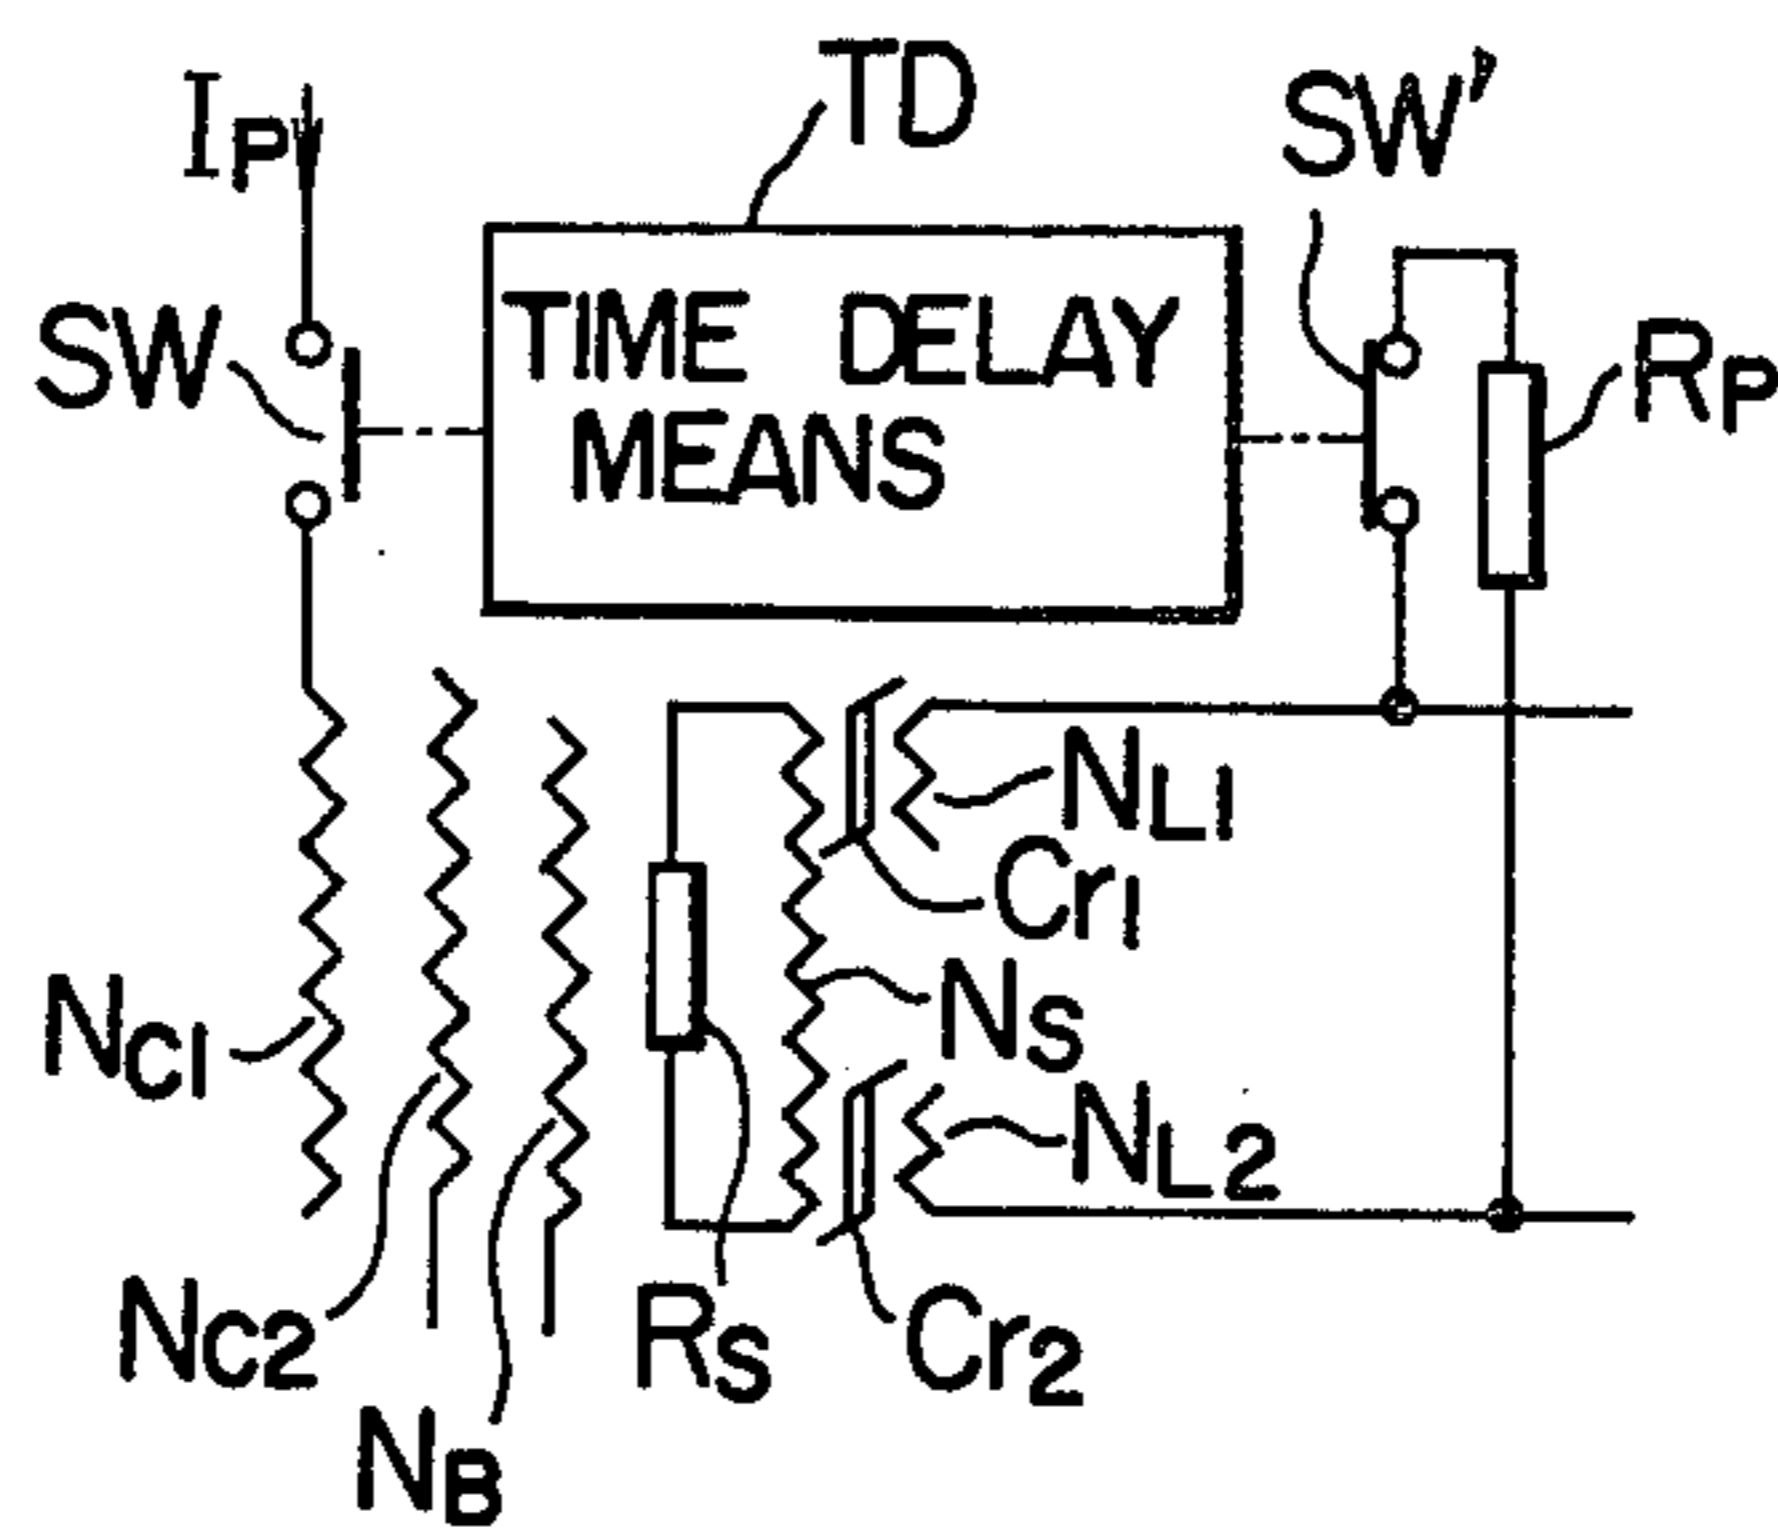 TD
SW'
IP
SW
TIME DELAY
MEANS
RP
NL1
Cr1
NS
NC1
NL2
NC2
RS
Cr2
NB